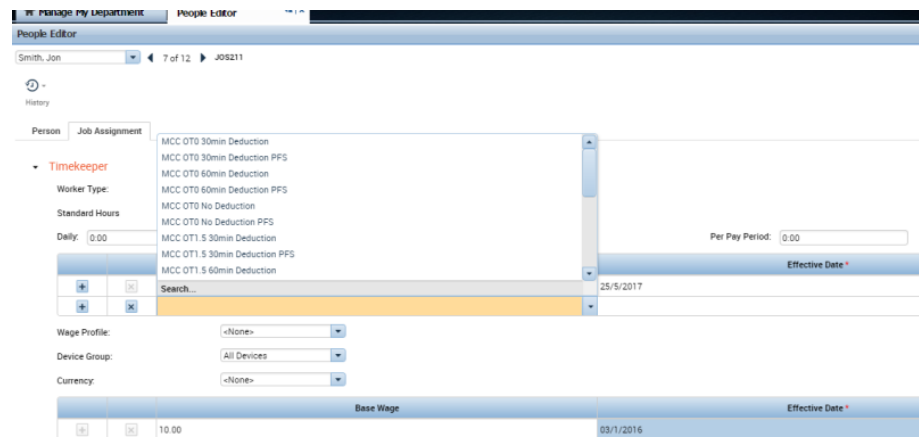 Manage My Department People Editor
People Editor
Smith, Jon 7 of 12 JOS211
History
Person Job Assignment
MCC OT0 30min Deduction
MCC OT0 30min Deduction PFS
Timekeeper
MCC OT0 60min Deduction
Worker Type:
MCC OT0 60min Deduction PFS
MCC OT0 No Deduction
Standard Hours
MCC OT0 No Deduction PFS
Daily: 0:00 MCC OT1.5 30min Deduction Per Pay Period: 0:00
MCC OT1.5 30min Deduction PFS
MCC OT1.5 60min Deduction Effective Date *
Search... 25/5/2017
Wage Profile: <None>
Device Group: All Devices
Currency: <None>
Base Wage Effective Date *
10.00 03/1/2016